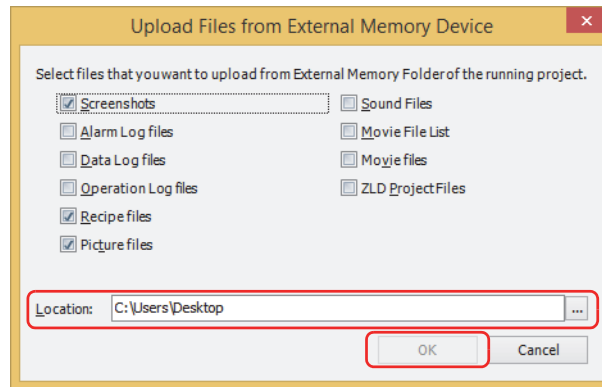 Upload Files from External Memory Device
Select files that you want to upload from External Memory Folder of the running project.
Screenshots
Alarm Log files
Data Log files
Operation Log files
Recipe files
Picture files
Sound Files
Movie File List
Movie files
ZLD Project Files
Location: C:\Users\Desktop ...
OK Cancel